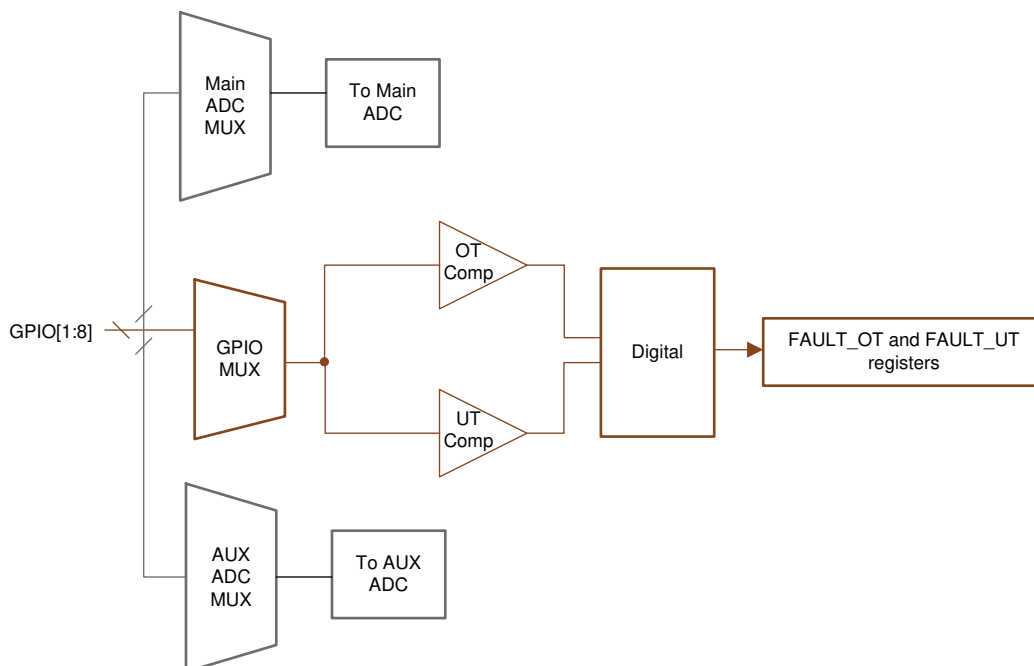 Main
ADC
MUX
To Main
ADC
OT
Comp
GPIO[1:8]
GPIO
MUX
Digital
FAULT_OT and FAULT_UT
registers
UT
Comp
AUX
ADC
MUX
To AUX
ADC